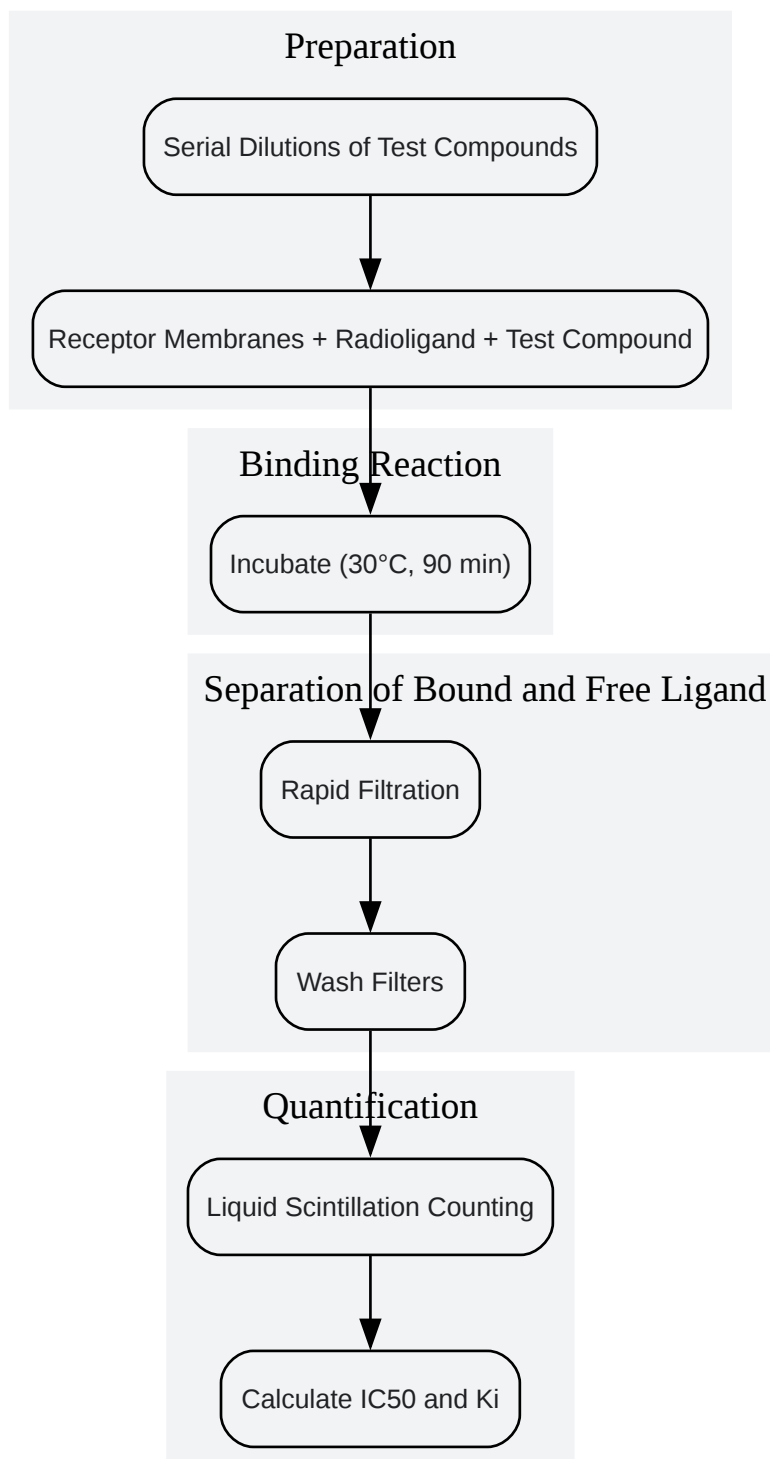 Preparation
Serial Dilutions of Test Compounds
Receptor Membranes + Radioligand + Test Compound
Binding Reaction
Incubate (30°C, 90 min)
Separation of Bound and Free Ligand
Rapid Filtration
Wash Filters
Quantification
Liquid Scintillation Counting
Calculate IC50 and Ki